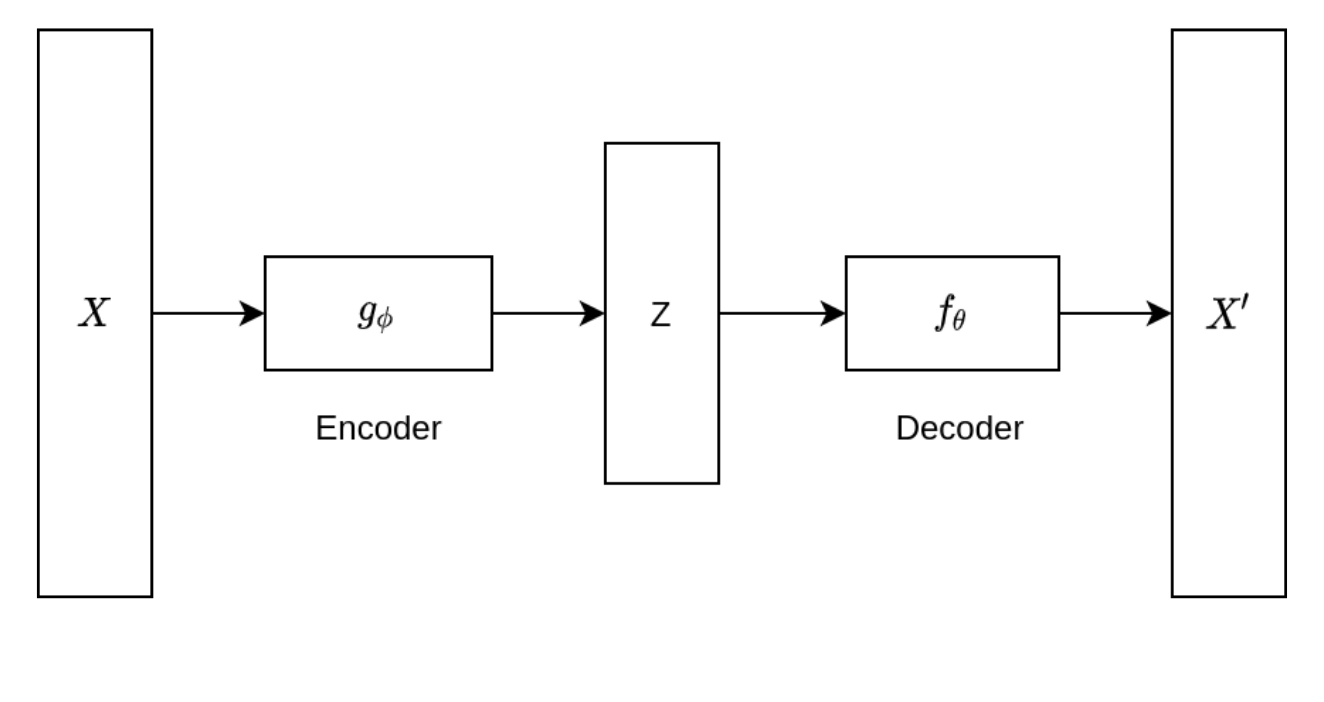 X
gϕ
Z
fθ
X′
Encoder
Decoder